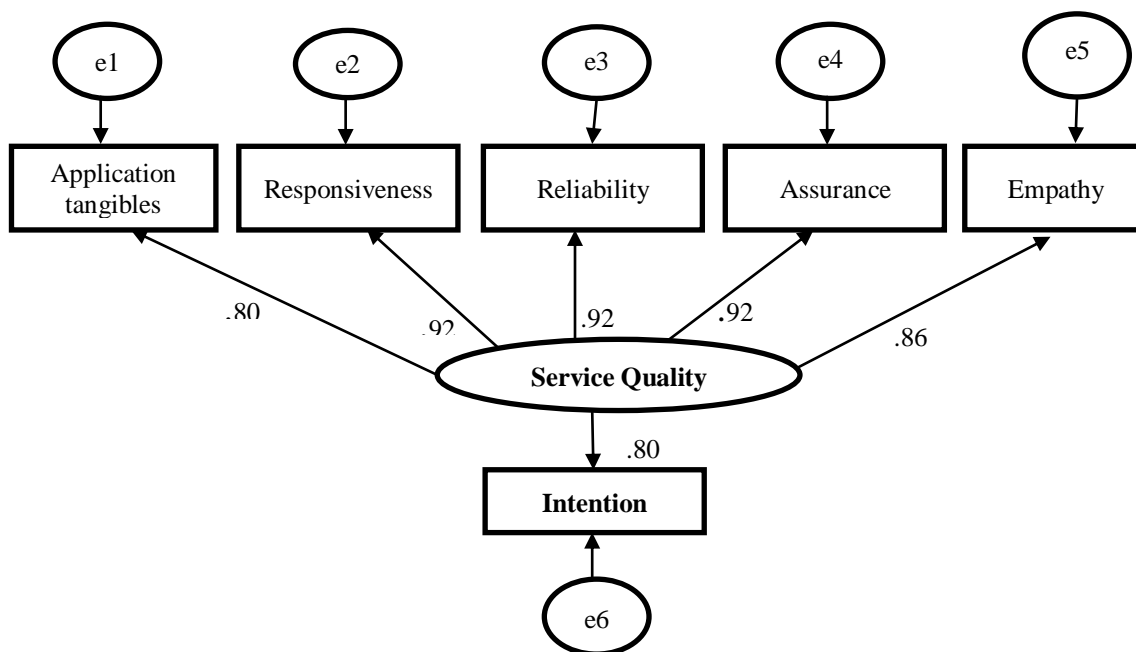 e1
e2
e3
e4
e5
Application
tangibles
Responsiveness
Reliability
Assurance
Empathy
.80
.92
.92
.92
.86
Service Quality
.80
Intention
e6